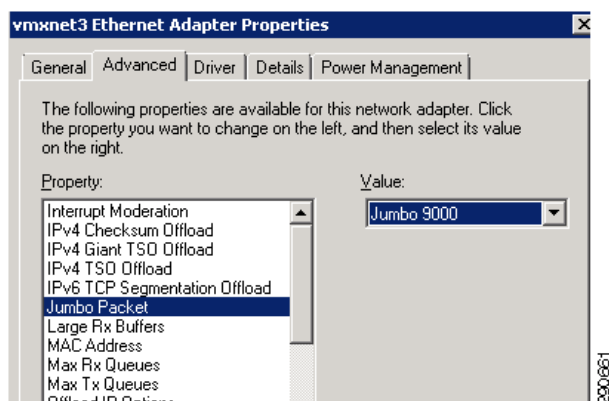 vmxnet3 Ethernet Adapter Properties
General Advanced Driver Details Power Management
The following properties are available for this network adapter. Click
the property you want to change on the left, and then select its value
on the right.
Property:
Value:
Interrupt Moderation
IPv4 Checksum Offload
IPv4 Giant TSO Offload
IPv4 TSO Offload
IPv6 TCP Segmentation Offload
Jumbo Packet
Large Rx Buffers
MAC Address
Max Rx Queues
Max Tx Queues
Offload IP Options
Jumbo 9000
290661